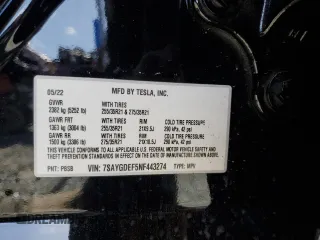 05/22 MFD BY TESLA, INC.
GVWR WITH TIRES
2382 kg (5252 lb) 255/35R21 & 275/35R21
GAWR FRT WITH TIRES RIM COLD TIRE PRESSURE
1363 kg (3004 lb) 255/35R21 21X9.5J 290 kPa, 42 psi
GAWR RR WITH TIRES RIM COLD TIRE PRESSURE
1500 kg (3306 lb) 275/35R21 21X10.5J 290 kPa, 42 psi
THIS VEHICLE CONFORMS TO ALL APPLICABLE FEDERAL MOTOR VEHICLE SAFETY AND
THEFT PREVENTION STANDARDS IN EFFECT ON THE DATE OF MANUFACTURE SHOWN ABOVE.
PAINT: PBSB VIN: 7SAYGDEF5NF443274 TYPE: MPV